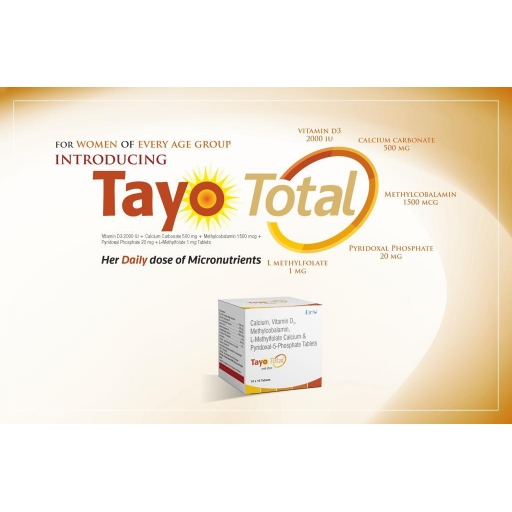 FOR WOMEN OF EVERY AGE GROUP
INTRODUCING
Tayo Total
VITAMIN D3
2000 IU
CALCIUM CARBONATE
500 MG
METHYLCOBALAMIN
1500 MCG
PYRIDOXAL PHOSPHATE
20 MG
L METHYLFOLATE
1 MG
Vitamin D3 2000 IU + Calcium Carbonate 500 mg + Methylcobalamin 1500 mcg +
Pyridoxal Phosphate 20 mg + L-Methylfolate 1 mg Tablets
Her Daily dose of Micronutrients
Calcium, Vitamin D3,
Methylcobalamin,
L-Methylfolate Calcium &
Pyridoxal-5-Phosphate Tablets
Tayo Total